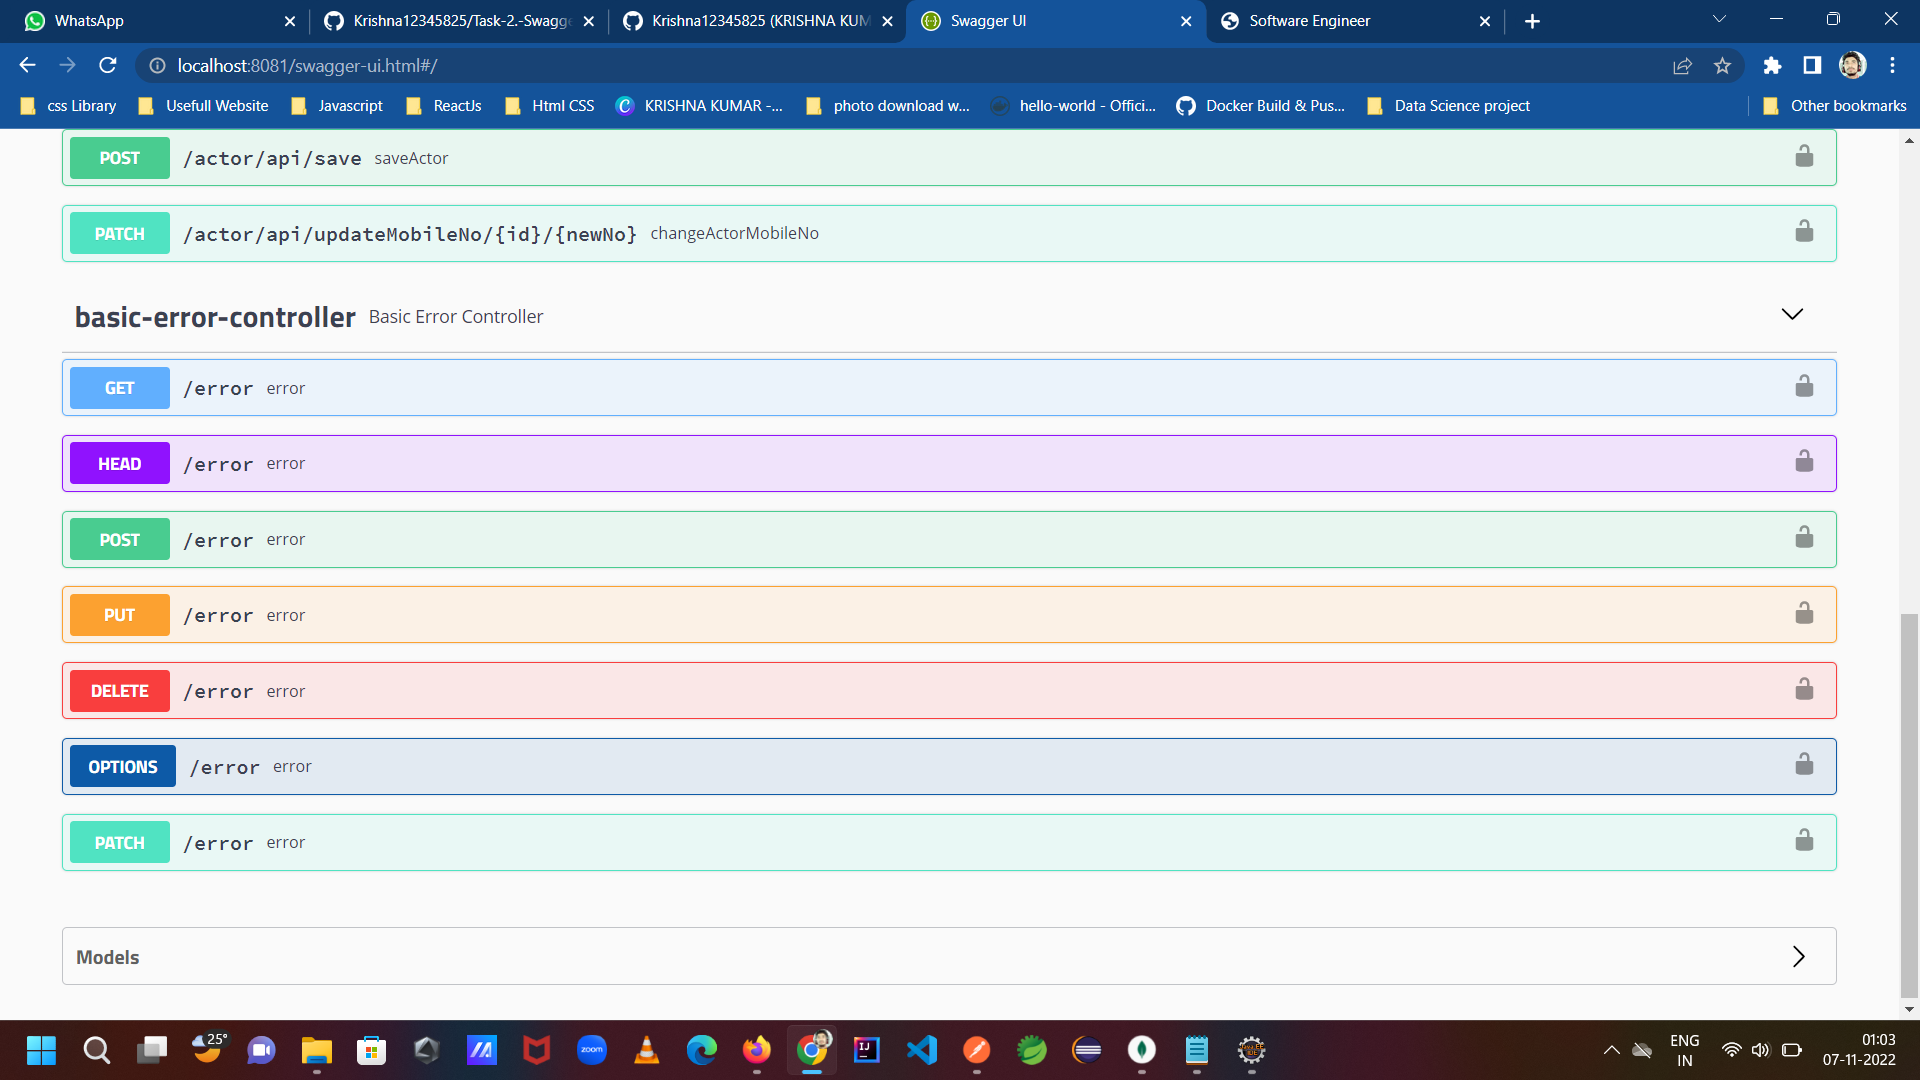 WhatsApp
Krishna12345825/Task-2.-Swagge
Krishna12345825 (KRISHNA KUM
Swagger UI
Software Engineer
localhost:8081/swagger-ui.html#/
css Library
Usefull Website
Javascript
ReactJs
Html CSS
KRISHNA KUMAR -...
photo download w...
hello-world - Offici...
Docker Build & Pus...
Data Science project
Other bookmarks
POST /actor/api/save saveActor
PATCH /actor/api/updateMobileNo/{id}/{newNo} changeActorMobileNo
basic-error-controller Basic Error Controller
GET /error error
HEAD /error error
POST /error error
PUT /error error
DELETE /error error
OPTIONS /error error
PATCH /error error
Models
25°
zoom
IJ
ENG
IN
01:03
07-11-2022